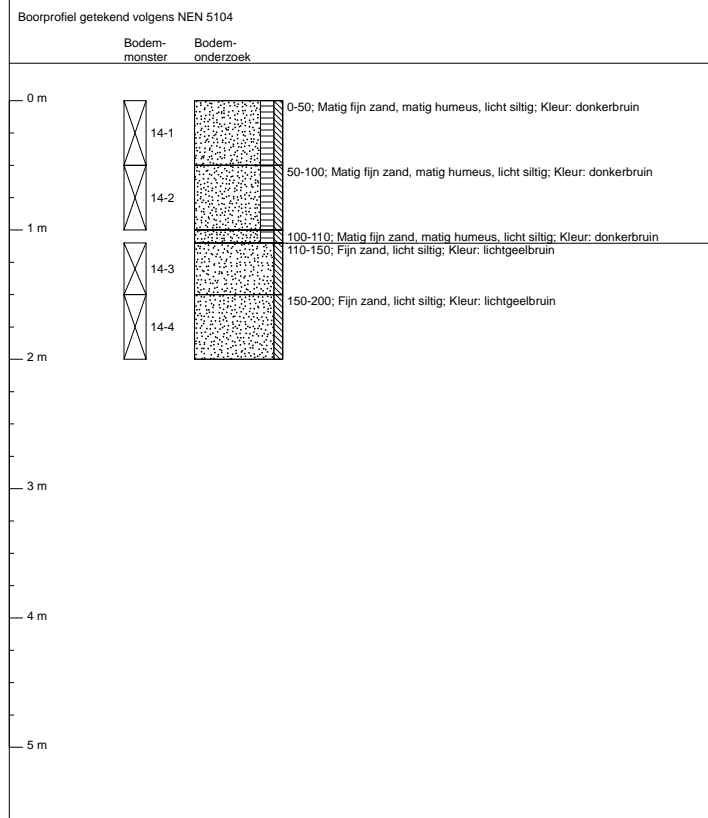 Boorprofiel getekend volgens NEN 5104
Bodem-
monster
Bodem-
onderzoek
0 m
14-1
0-50; Matig fijn zand, matig humeus, licht siltig; Kleur: donkerbruin
14-2
50-100; Matig fijn zand, matig humeus, licht siltig; Kleur: donkerbruin
1 m
100-110; Matig fijn zand, matig humeus, licht siltig; Kleur: donkerbruin
110-150; Fijn zand, licht siltig; Kleur: lichtgeelbruin
14-3
150-200; Fijn zand, licht siltig; Kleur: lichtgeelbruin
14-4
2 m
3 m
4 m
5 m